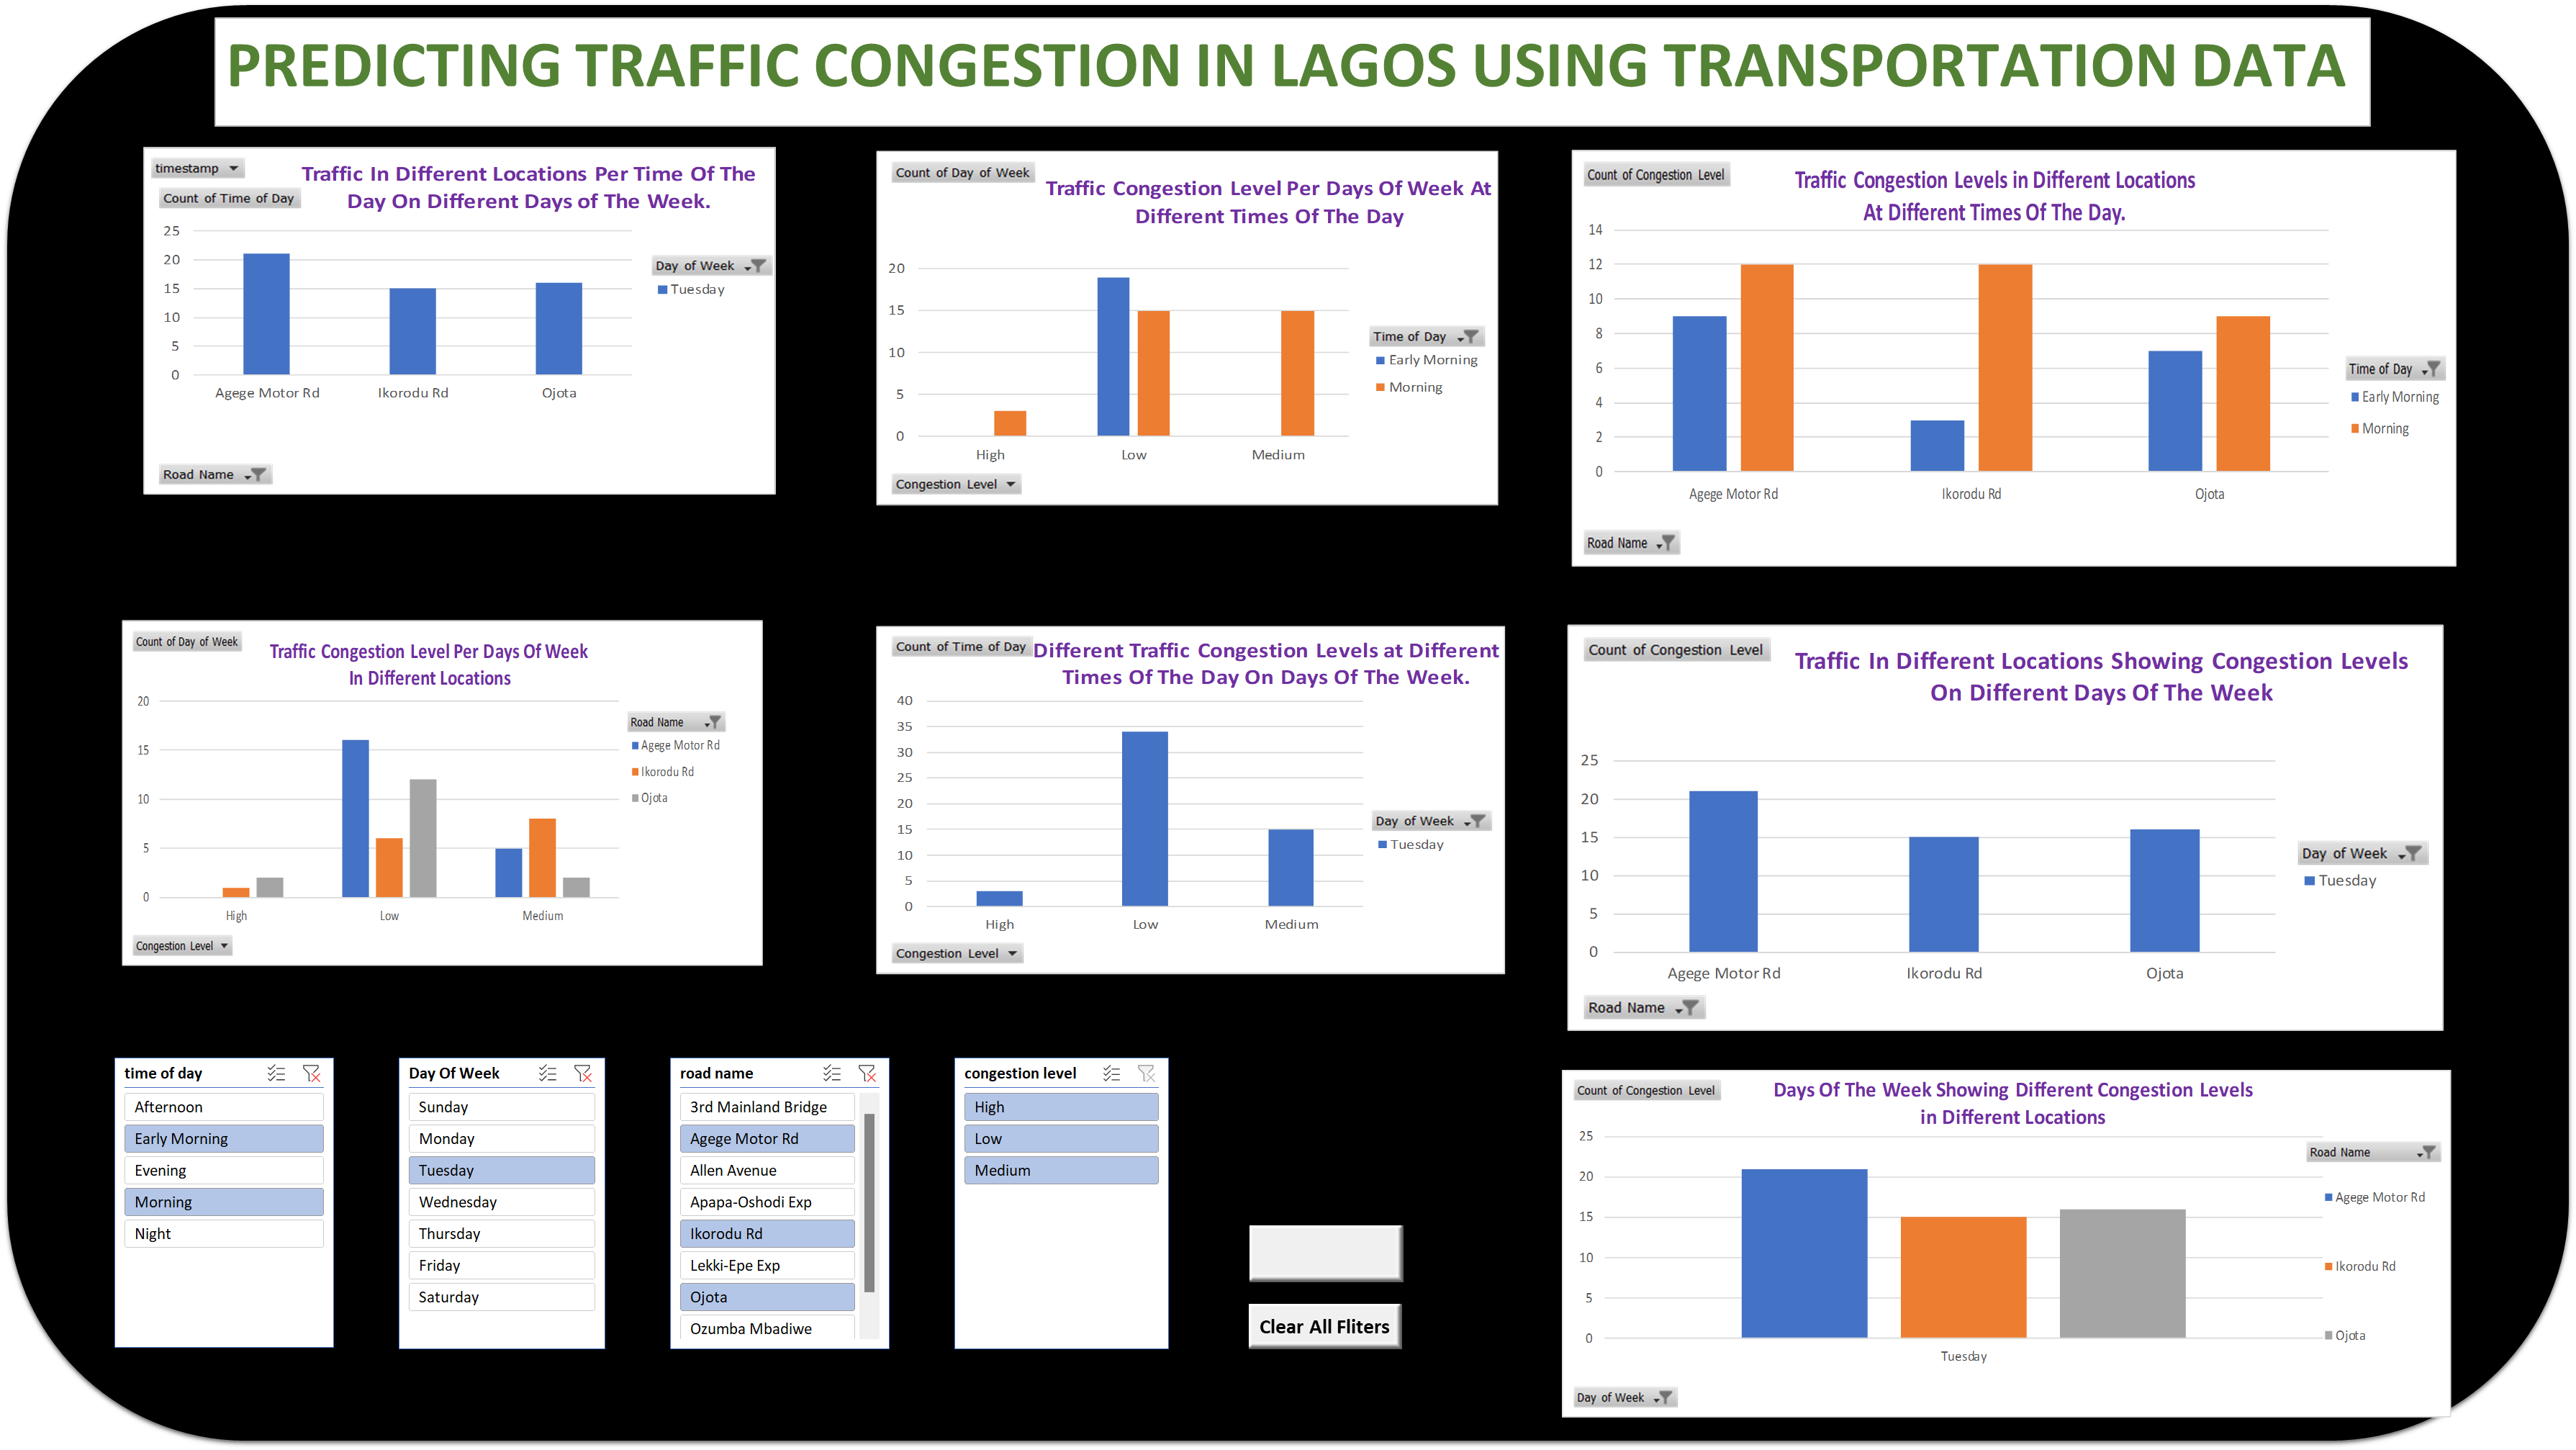 PREDICTING TRAFFIC CONGESTION IN LAGOS USING TRANSPORTATION DATA
timestamp
Count of Time of Day
Traffic In Different Locations Per Time Of The
Day On Different Days of The Week.
25
20
15
10
5
0
Agege Motor Rd Ikorodu Rd Ojota
Day of Week
Tuesday
Road Name
Count of Day of Week
Traffic Congestion Level Per Days Of Week At
Different Times Of The Day
20
15
10
5
0
High Low Medium
Time of Day
Early Morning
Morning
Congestion Level
Count of Congestion Level
Traffic Congestion Levels in Different Locations
At Different Times Of The Day.
14
12
10
8
6
4
2
0
Agege Motor Rd Ikorodu Rd Ojota
Time of Day
Early Morning
Morning
Road Name
Count of Day of Week
Traffic Congestion Level Per Days Of Week
In Different Locations
20
15
10
5
0
High Low Medium
Road Name
Agege Motor Rd
Ikorodu Rd
Ojota
Congestion Level
Count of Time of Day
Different Traffic Congestion Levels at Different
Times Of The Day On Days Of The Week.
40
35
30
25
20
15
10
5
0
High Low Medium
Day of Week
Tuesday
Congestion Level
Count of Congestion Level
Traffic In Different Locations Showing Congestion Levels
On Different Days Of The Week
25
20
15
10
5
0
Agege Motor Rd Ikorodu Rd Ojota
Day of Week
Tuesday
Road Name
time of day
Afternoon
Early Morning
Evening
Morning
Night
Day Of Week
Sunday
Monday
Tuesday
Wednesday
Thursday
Friday
Saturday
road name
3rd Mainland Bridge
Agege Motor Rd
Allen Avenue
Apapa-Oshodi Exp
Ikorodu Rd
Lekki-Epe Exp
Ojota
Ozumba Mbadiwe
congestion level
High
Low
Medium
Clear All Fliters
Count of Congestion Level
Days Of The Week Showing Different Congestion Levels
in Different Locations
25
20
15
10
5
0
Tuesday
Road Name
Agege Motor Rd
Ikorodu Rd
Ojota
Day of Week